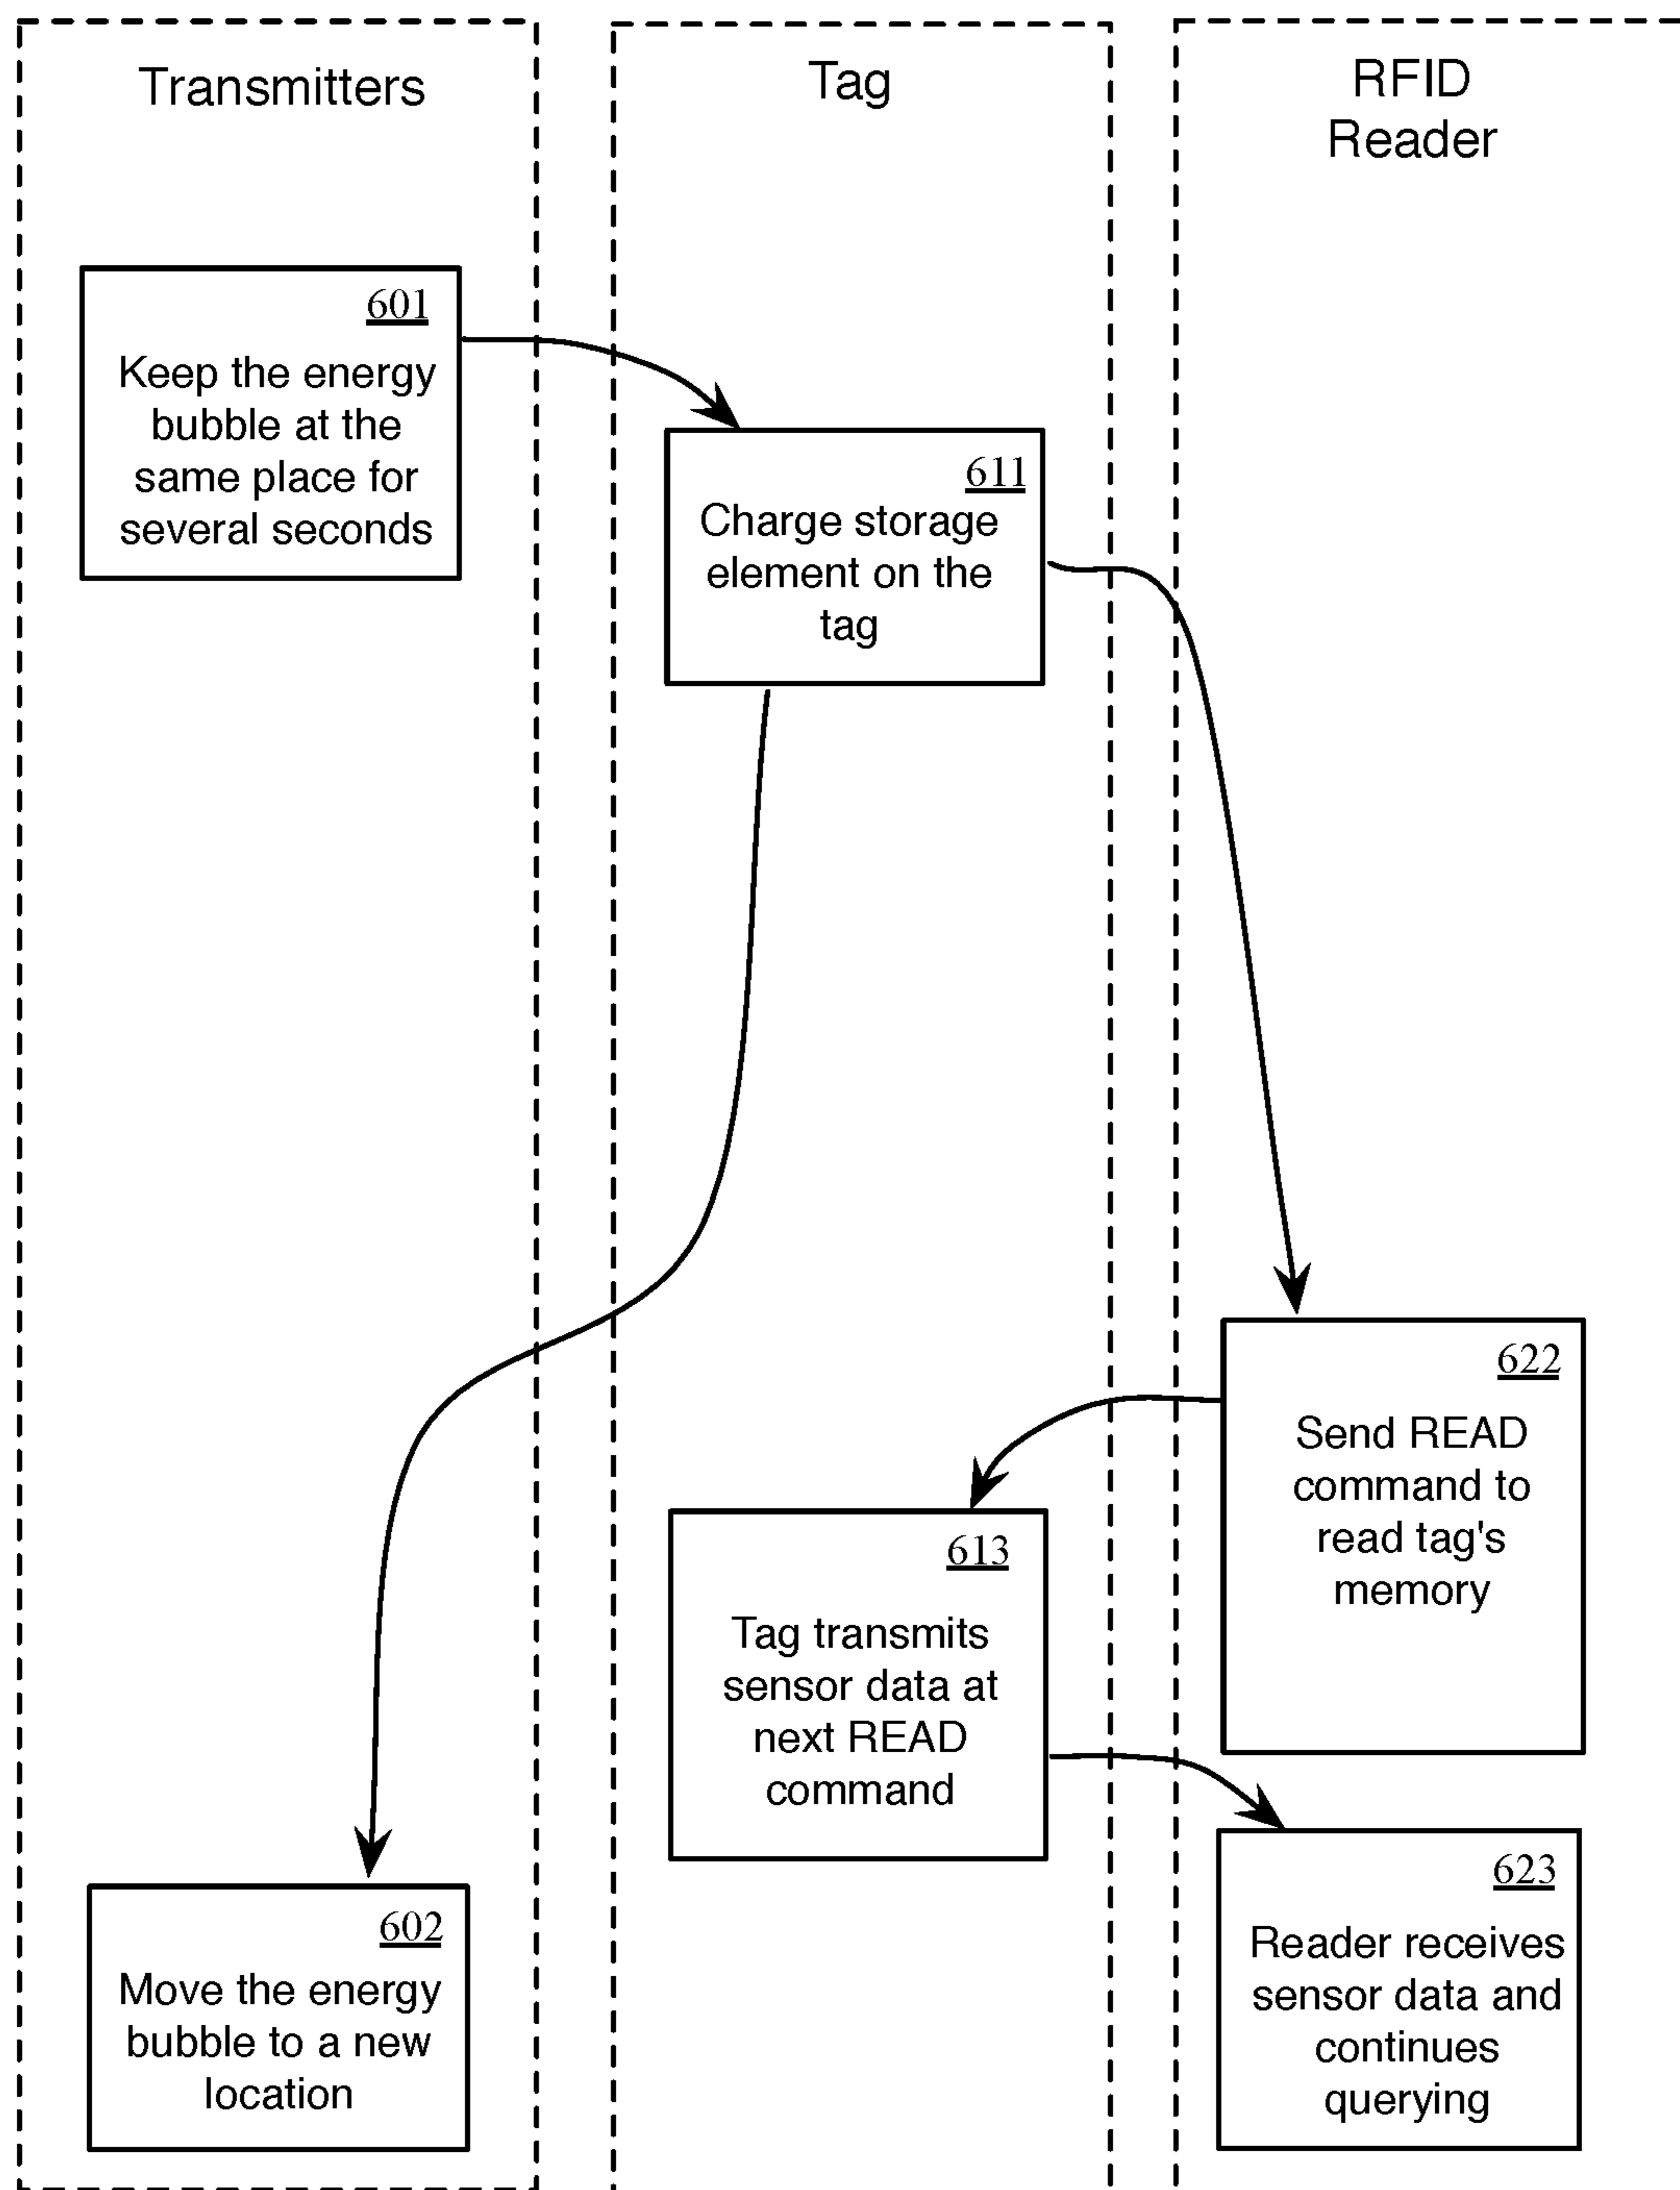 Transmitters
Tag
RFID
Reader
601
Keep the energy
bubble at the
same place for
several seconds
611
Charge storage
element on the
tag
622
Send READ
command to
read tag's
memory
613
Tag transmits
sensor data at
next READ
command
623
Reader receives
sensor data and
continues
querying
602
Move the energy
bubble to a new
location